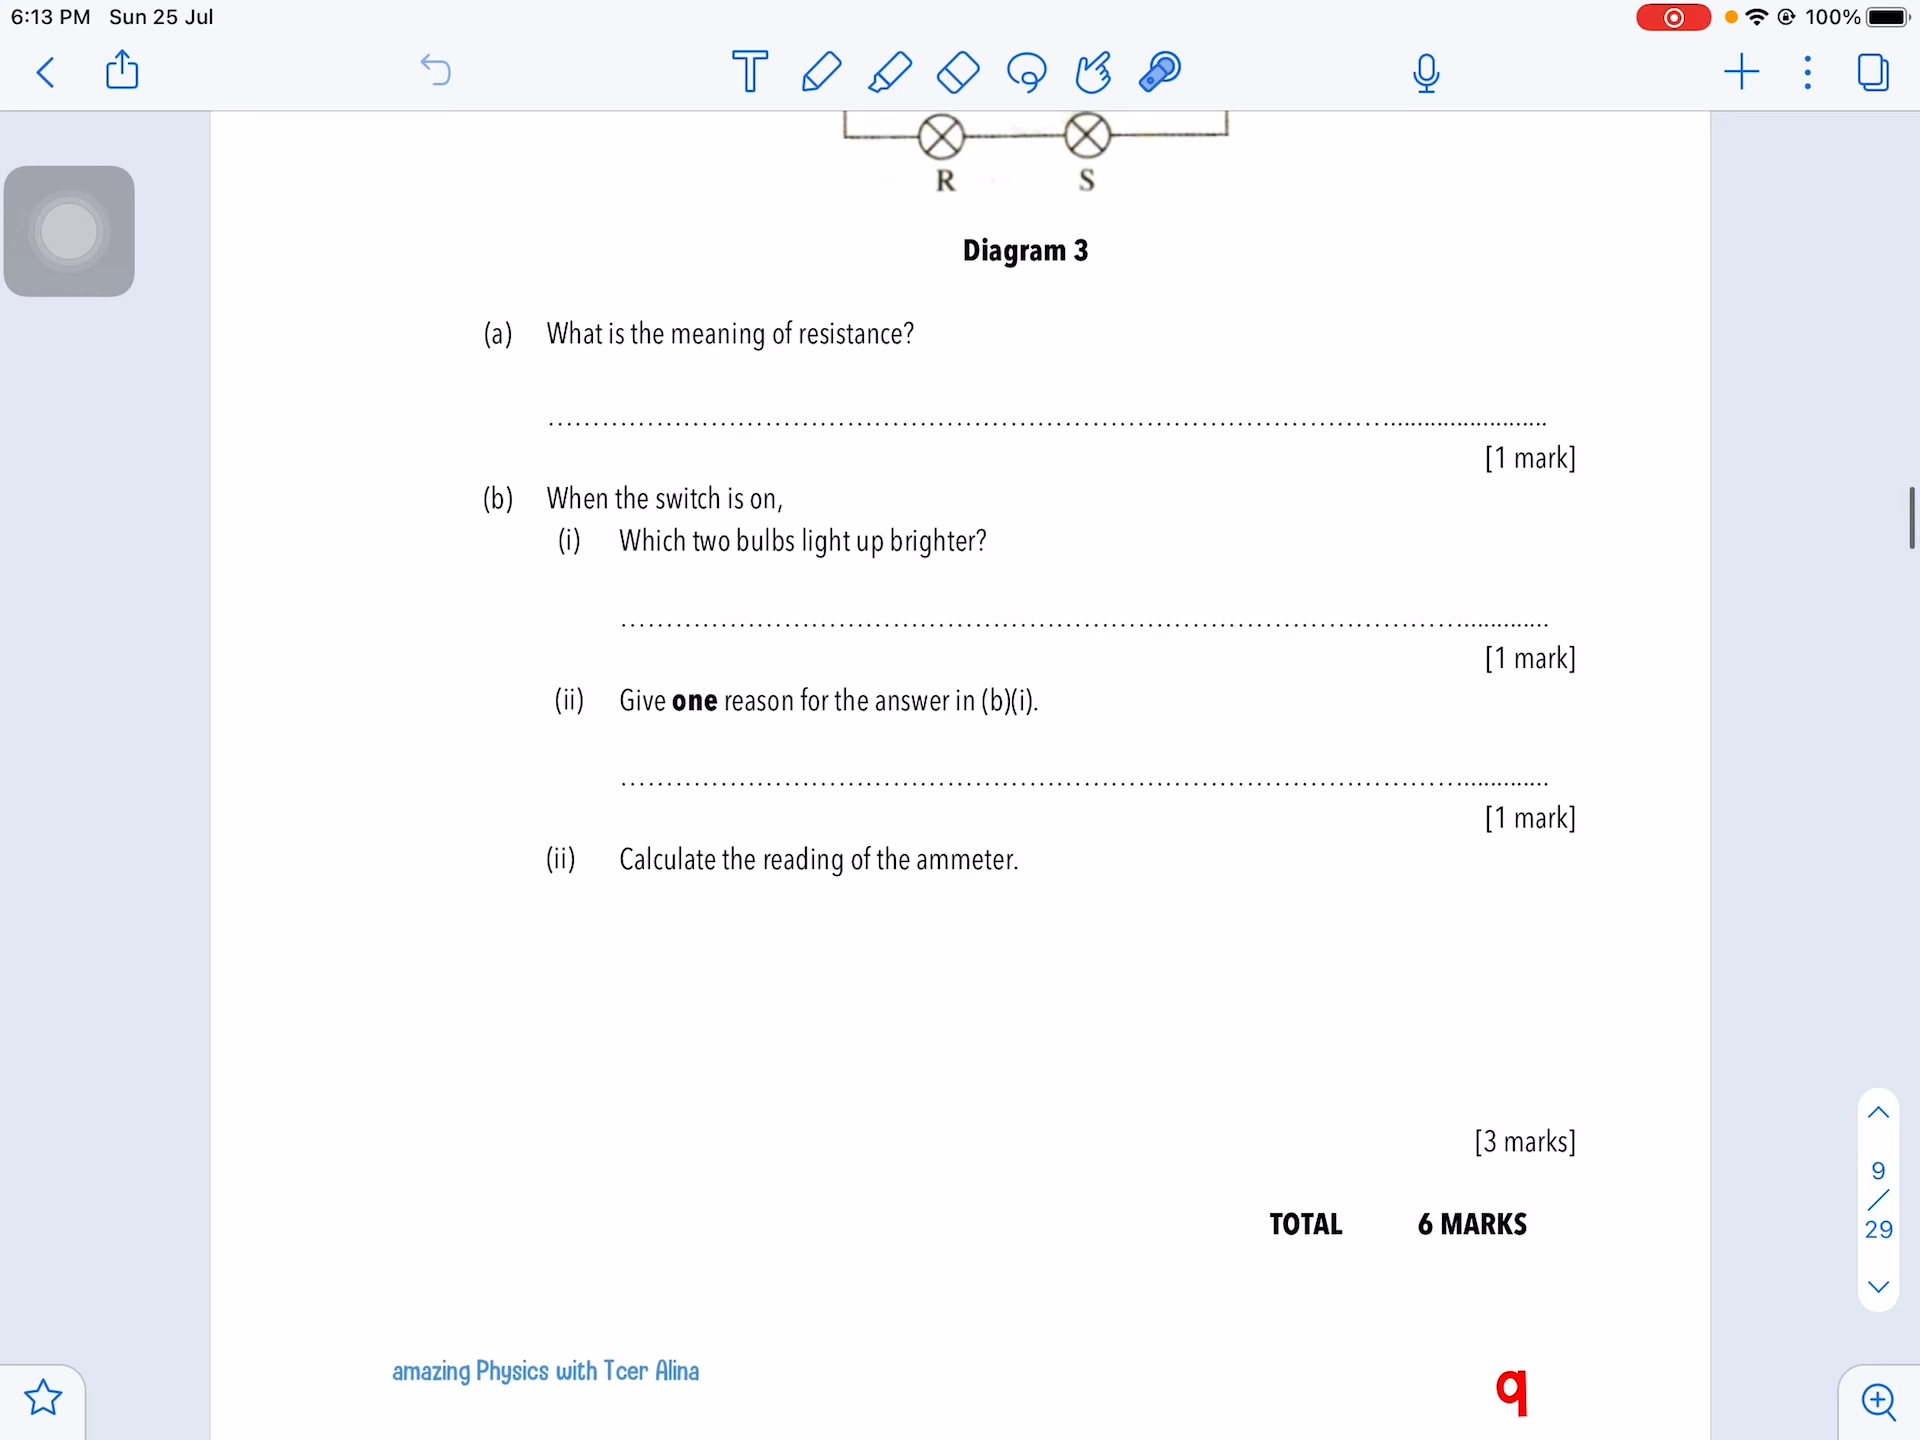 6:13 PM Sun 25 Jul
100%
T
R S
Diagram 3
(a) What is the meaning of resistance?
[1 mark]
(b) When the switch is on,
(i) Which two bulbs light up brighter?
[1 mark]
(ii) Give one reason for the answer in (b)(i).
[1 mark]
(ii) Calculate the reading of the ammeter.
[3 marks]
TOTAL 6 MARKS
9
/
29
amazing Physics with Tcer Alina
9